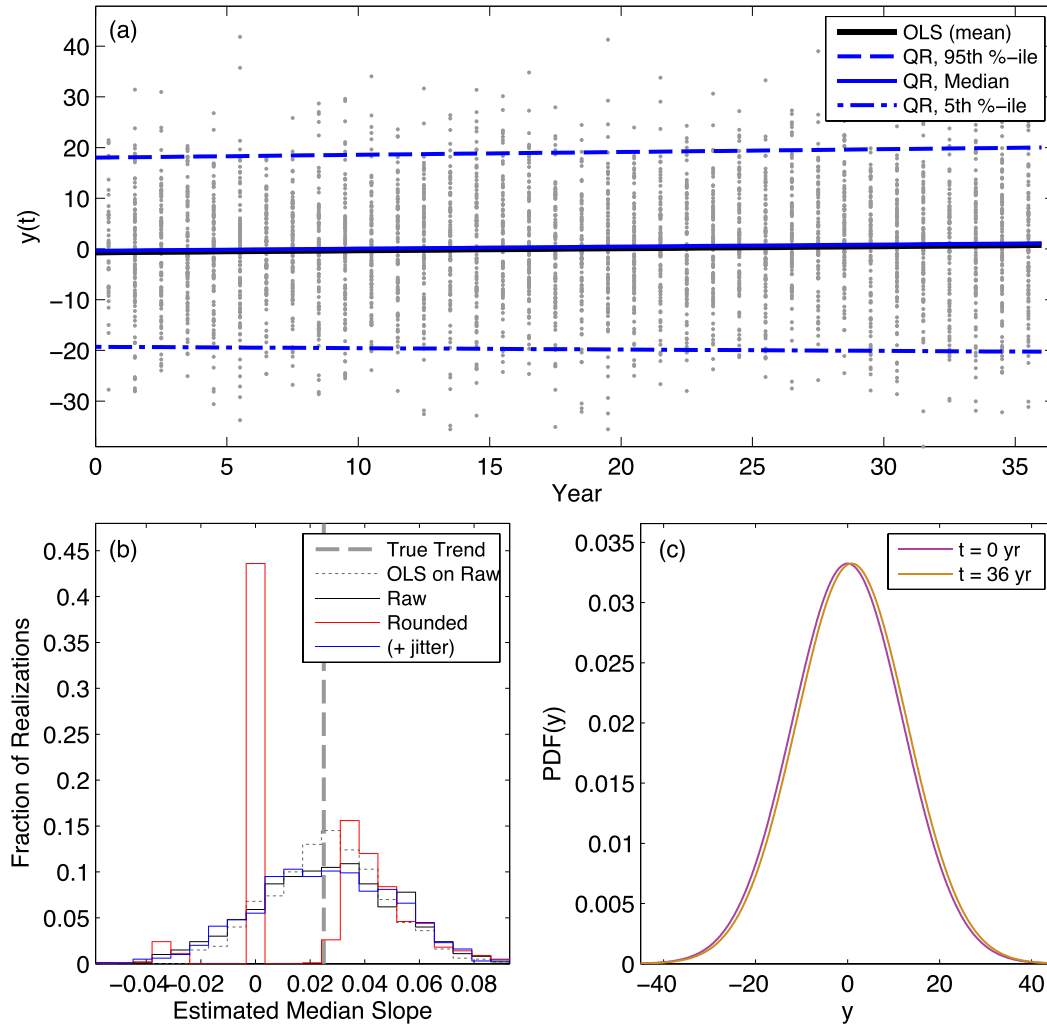 (a)
OLS (mean)
QR, 95th %-ile
QR, Median
QR, 5th %-ile
40
30
20
10
0
−10
−20
−30
y(t)
0 5 10 15 20 25 30 35
Year
(b)
True Trend
OLS on Raw
Raw
Rounded
(+ jitter)
0.45
0.4
0.35
0.3
0.25
0.2
0.15
0.1
0.05
0
Fraction of Realizations
−0.04 −0.02 0 0.02 0.04 0.06 0.08
Estimated Median Slope
(c)
t = 0 yr
t = 36 yr
0.035
0.03
0.025
0.02
0.015
0.01
0.005
0
PDF(y)
−40 −20 0 20 40
y